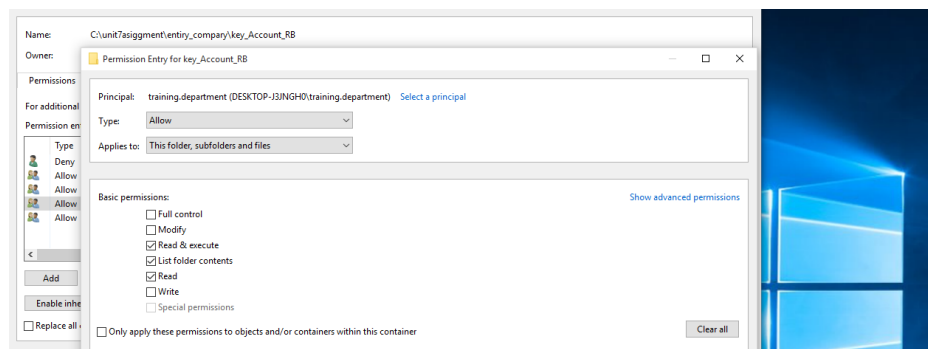 Name: C:\unit7asiggment\entiry_compary\key_Account_RB
Owner:
Permission Entry for key_Account_RB
Permissions
Principal: training.department (DESKTOP-J3JNGH0\training.department) Select a principal
For additional
Type: Allow
Permission en
Applies to: This folder, subfolders and files
Type
Deny
Allow
Allow
Allow
Allow
Basic permissions: Show advanced permissions
Full control
Modify
Read & execute
List folder contents
Read
Write
Special permissions
Add
Enable inhe
Replace all
Only apply these permissions to objects and/or containers within this container
Clear all